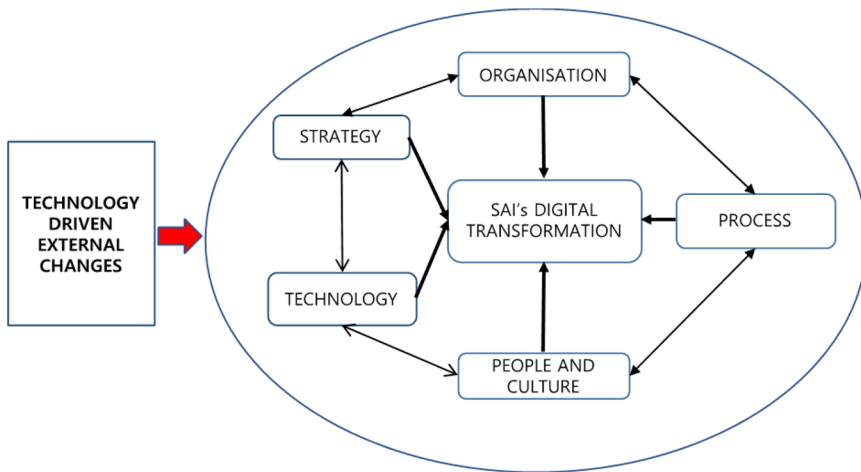 ORGANISATION
STRATEGY
TECHNOLOGY
DRIVEN
EXTERNAL
CHANGES
SAI's DIGITAL
TRANSFORMATION
PROCESS
TECHNOLOGY
PEOPLE AND
CULTURE